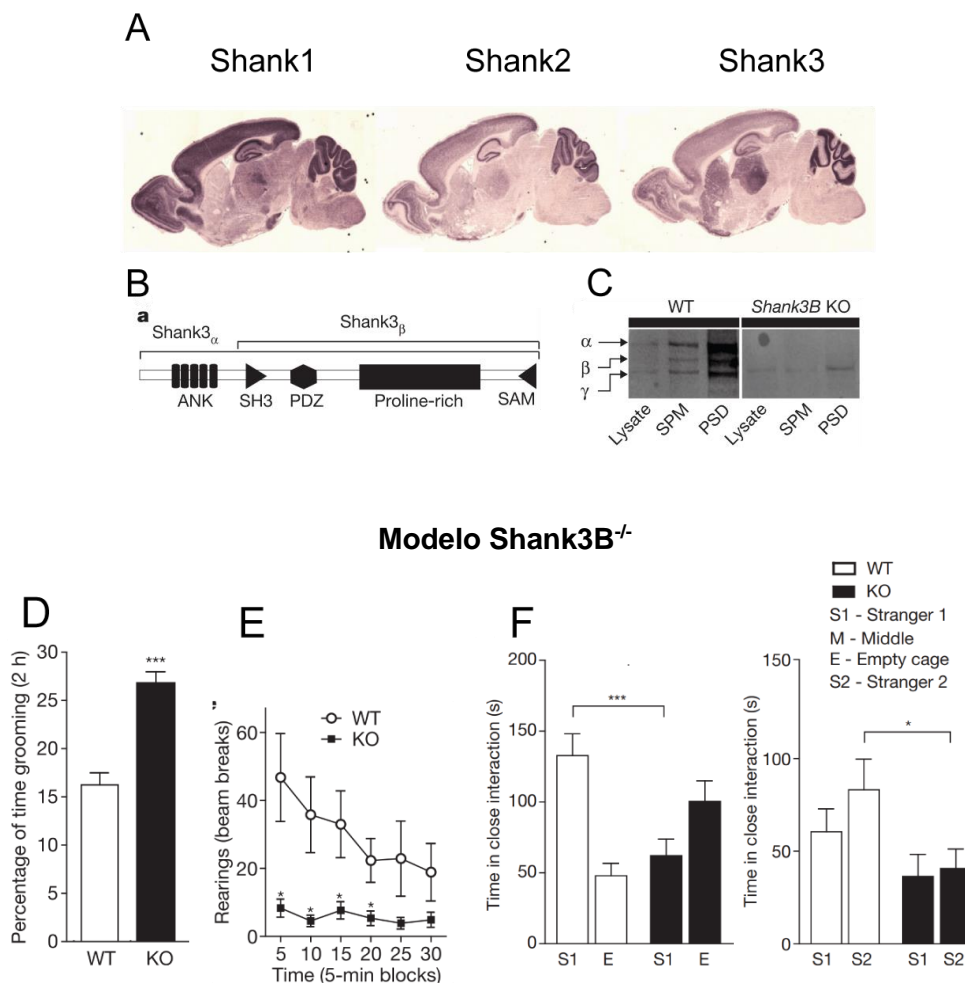 A
Shank1 Shank2 Shank3
B
a
Shank3α
Shank3β
ANK SH3 PDZ Proline-rich SAM
C
WT Shank3B KO
α
β
γ
Lysate SPM PSD Lysate SPM PSD
Modelo Shank3B-/-
D
Percentage of time grooming (2 h)
30
25
20
15
10
5
0
***
WT KO
E
Rearings (beam breaks)
60
40
20
0
WT
KO
* * * *
5 10 15 20 25 30
Time (5-min blocks)
F
Time in close interaction (s)
200
150
100
50
0
***
S1 E S1 E
WT
KO
S1 - Stranger 1
M - Middle
E - Empty cage
S2 - Stranger 2
Time in close interaction (s)
150
100
50
0
*
S1 S2 S1 S2